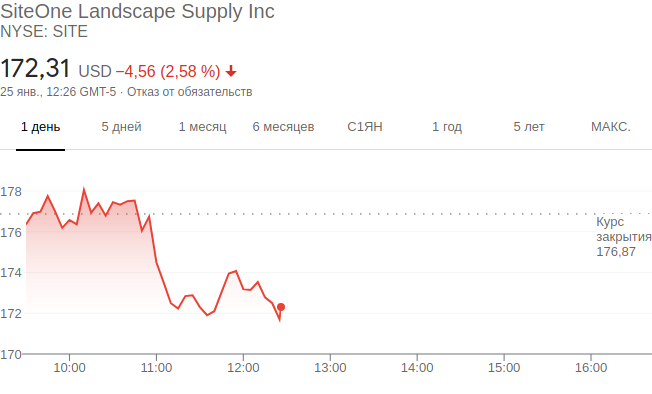 SiteOne Landscape Supply Inc
NYSE: SITE
172,31 USD −4,56 (2,58 %)
25 янв., 12:26 GMT-5 · Отказ от обязательств
1 день 5 дней 1 месяц 6 месяцев С1ЯН 1 год 5 лет МАКС.
178
Курс
176
закрытия
176,87
174
172
170
10:00 11:00 12:00 13:00 14:00 15:00 16:00